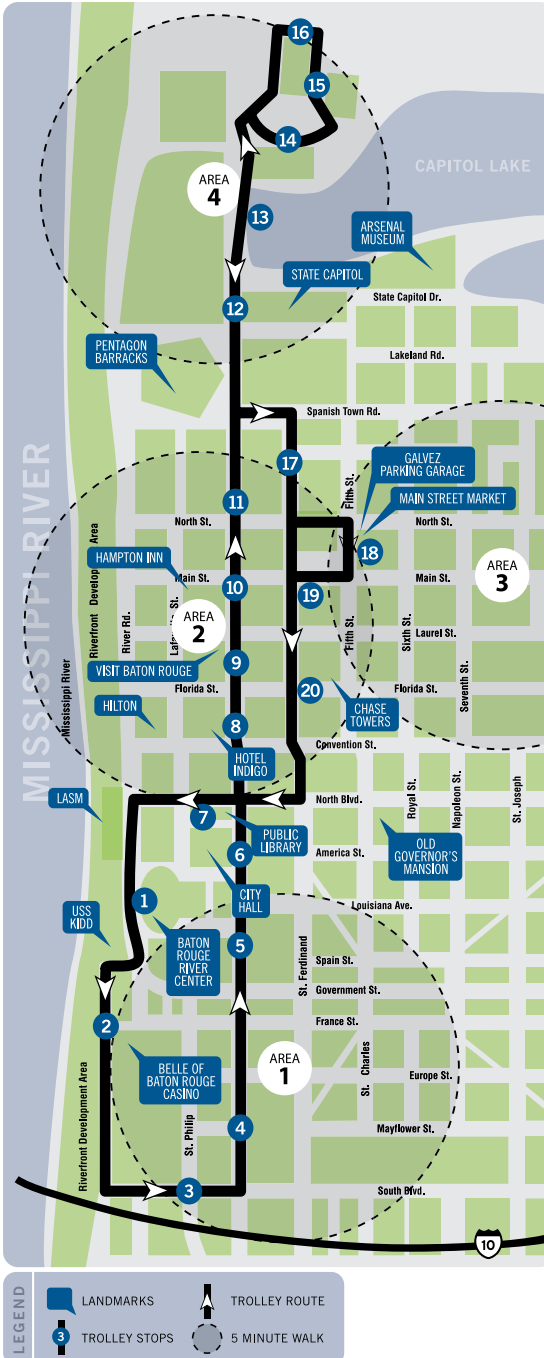 16
15
14
AREA
4
CAPITOL LAKE
13
ARSENAL
MUSEUM
STATE CAPITOL
State Capitol Dr.
12
PENTAGON
BARRACKS
Lakeland Rd.
Spanish Town Rd.
17
GALVEZ
PARKING GARAGE
MAIN STREET MARKET
Fifth St.
11
North St.
North St.
18
HAMPTON INN
Main St.
10
19
Main St.
AREA
3
MISSISSIPPI RIVER
Mississippi River
Riverfront Development Area
River Rd.
AREA
2
Fifth St.
Sixth St.
Laurel St.
Seventh St.
VISIT BATON ROUGE
9
Florida St.
20
CHASE
TOWERS
Florida St.
HILTON
8
HOTEL
INDIGO
Convention St.
LASM
7
North Blvd.
Royal St.
Napoleon St.
St. Joseph
PUBLIC
LIBRARY
6
America St.
OLD
GOVERNOR'S
MANSION
CITY
HALL
1
Louisiana Ave.
USS
KIDD
BATON
ROUGE
RIVER
CENTER
5
St. Ferdinand
Spain St.
Government St.
2
France St.
AREA
1
BELLE OF
BATON ROUGE
CASINO
St. Charles
Europe St.
Riverfront Development Area
St. Philip
4
Mayflower St.
3
South Blvd.
10
LEGEND
LANDMARKS
TROLLEY ROUTE
3
TROLLEY STOPS
5 MINUTE WALK